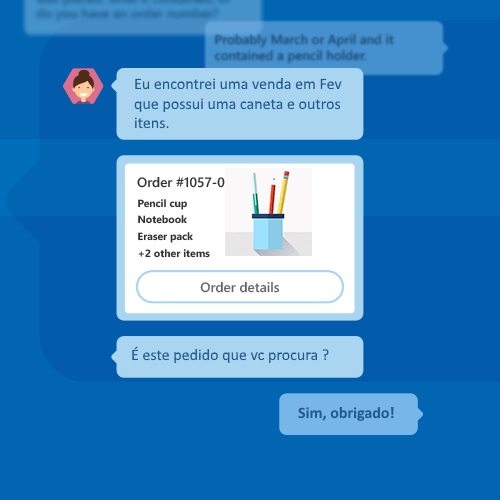 do you have an order number?
Probably March or April and it
contained a pencil holder.
Eu encontrei uma venda em Fev
que possui uma caneta e outros
itens.
Order #1057-0
Pencil cup
Notebook
Eraser pack
+2 other items
Order details
É este pedido que vc procura ?
Sim, obrigado!